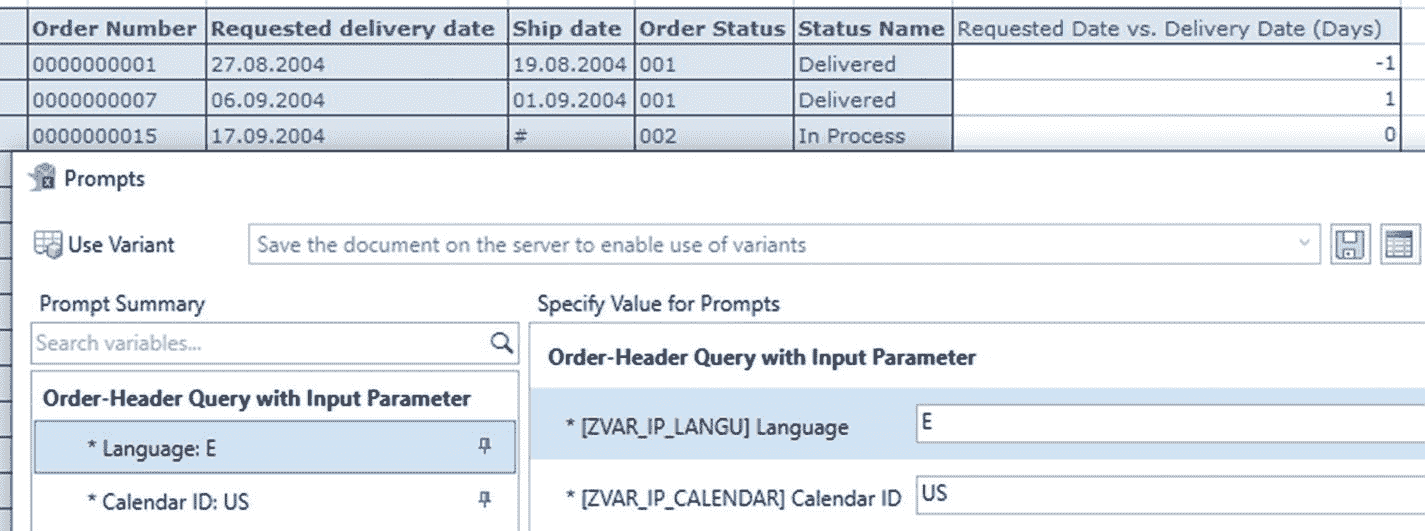 Order Number Requested delivery date Ship date Order Status Status Name Requested Date vs. Delivery Date (Days)
0000000001 27.08.2004 19.08.2004 001 Delivered -1
0000000007 06.09.2004 01.09.2004 001 Delivered 1
0000000015 17.09.2004 # 002 In Process 0
Prompts
Use Variant Save the document on the server to enable use of variants
Prompt Summary Specify Value for Prompts
Search variables...
Order-Header Query with Input Parameter
Order-Header Query with Input Parameter
* Language: E
* [ZVAR_IP_LANGU] Language E
* Calendar ID: US
* [ZVAR_IP_CALENDAR] Calendar ID US